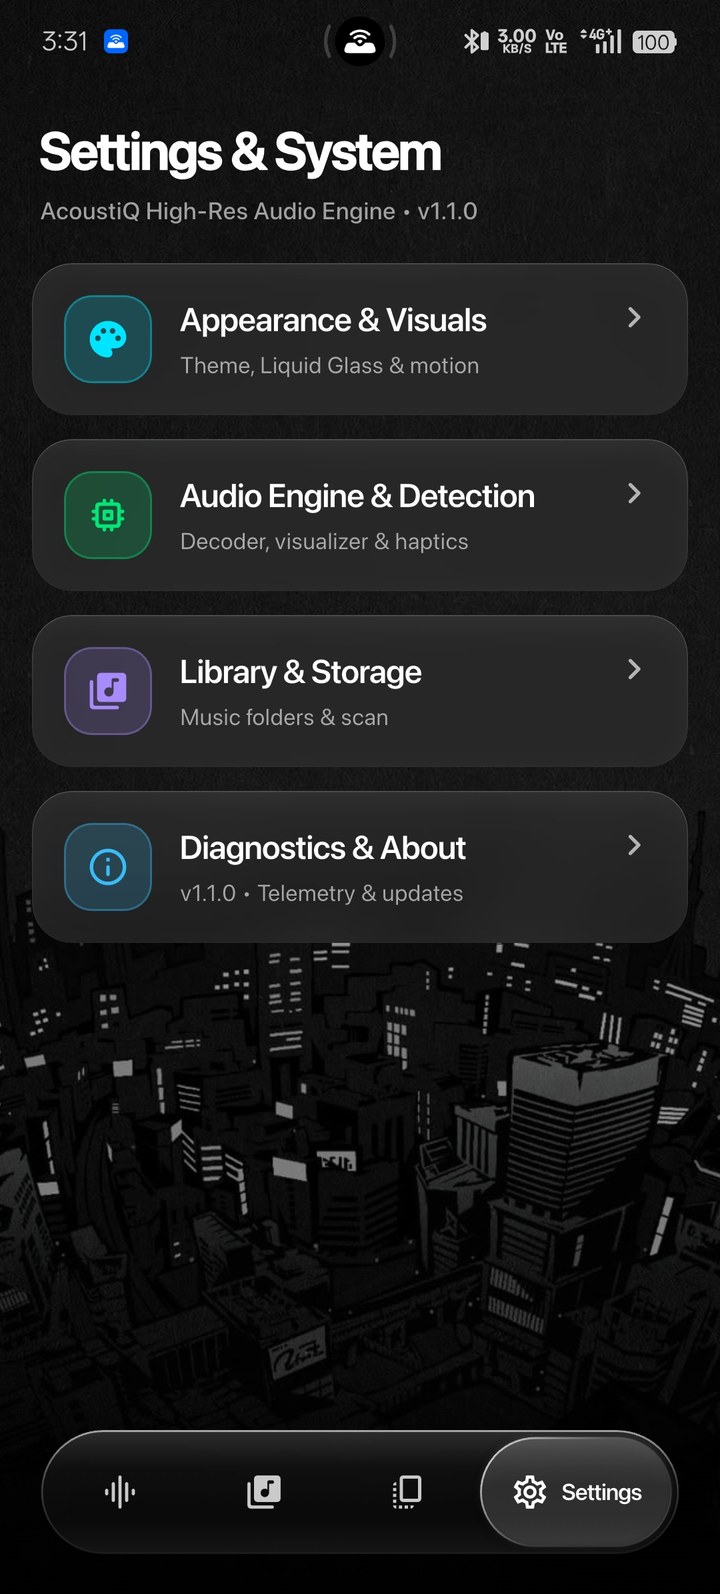 3:31
3.00 KB/S
Vo LTE
4G+
100
Settings & System
AcoustiQ High-Res Audio Engine • v1.1.0
Appearance & Visuals
Theme, Liquid Glass & motion
Audio Engine & Detection
Decoder, visualizer & haptics
Library & Storage
Music folders & scan
Diagnostics & About
v1.1.0 • Telemetry & updates
Settings